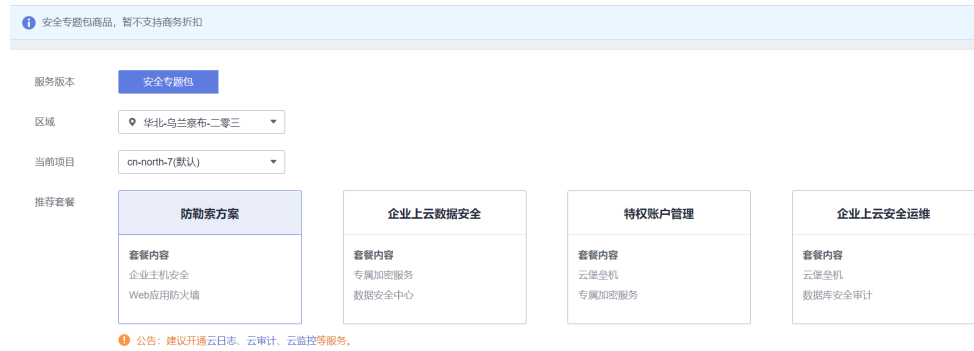 安全专题包商品，暂不支持商务折扣
服务版本 安全专题包
区域 华北-乌兰察布-二零三
当前项目 cn-north-7(默认)
推荐套餐 防勒索方案 企业上云数据安全 特权账户管理 企业上云安全运维
套餐内容 套餐内容 套餐内容 套餐内容
企业主机安全 专属加密服务 云堡垒机 云堡垒机
Web应用防火墙 数据安全中心 专属加密服务 数据库安全审计
公告：建议开通云日志、云审计、云监控等服务。